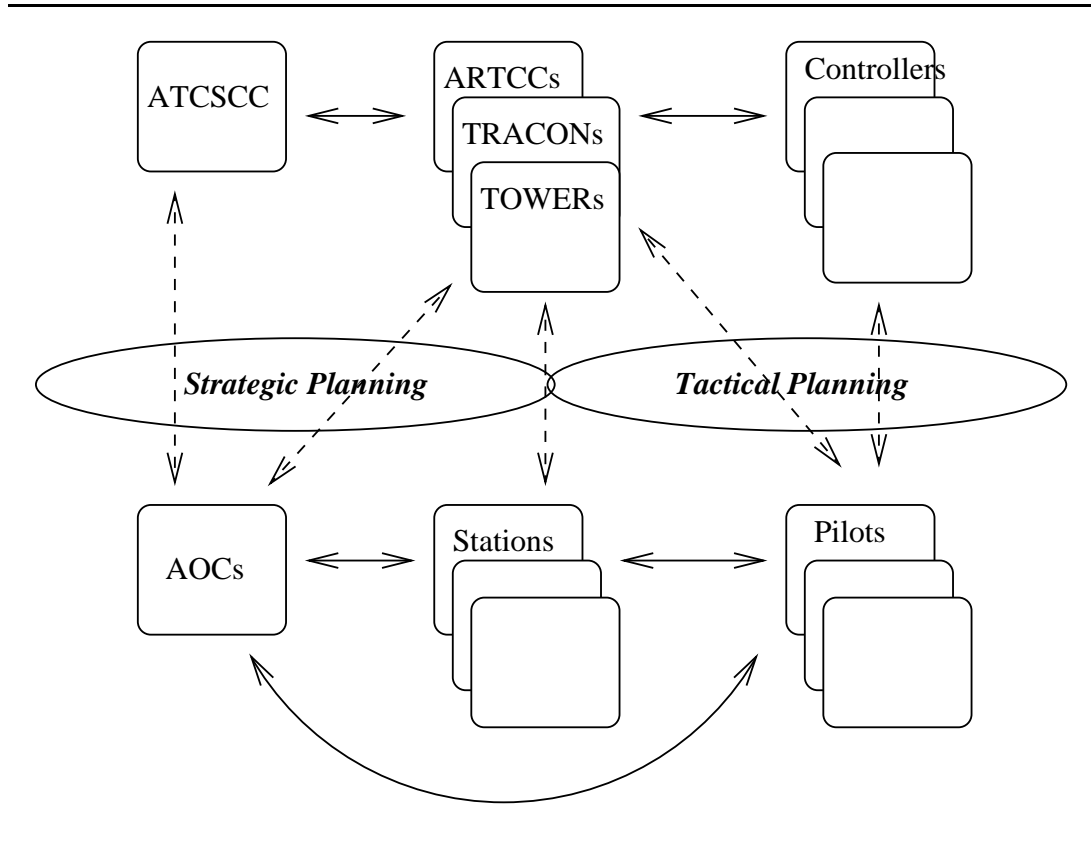 ATCSCC
ARTCCs
TRACONs
TOWERs
Controllers
Strategic Planning
Tactical Planning
AOCs
Stations
Pilots